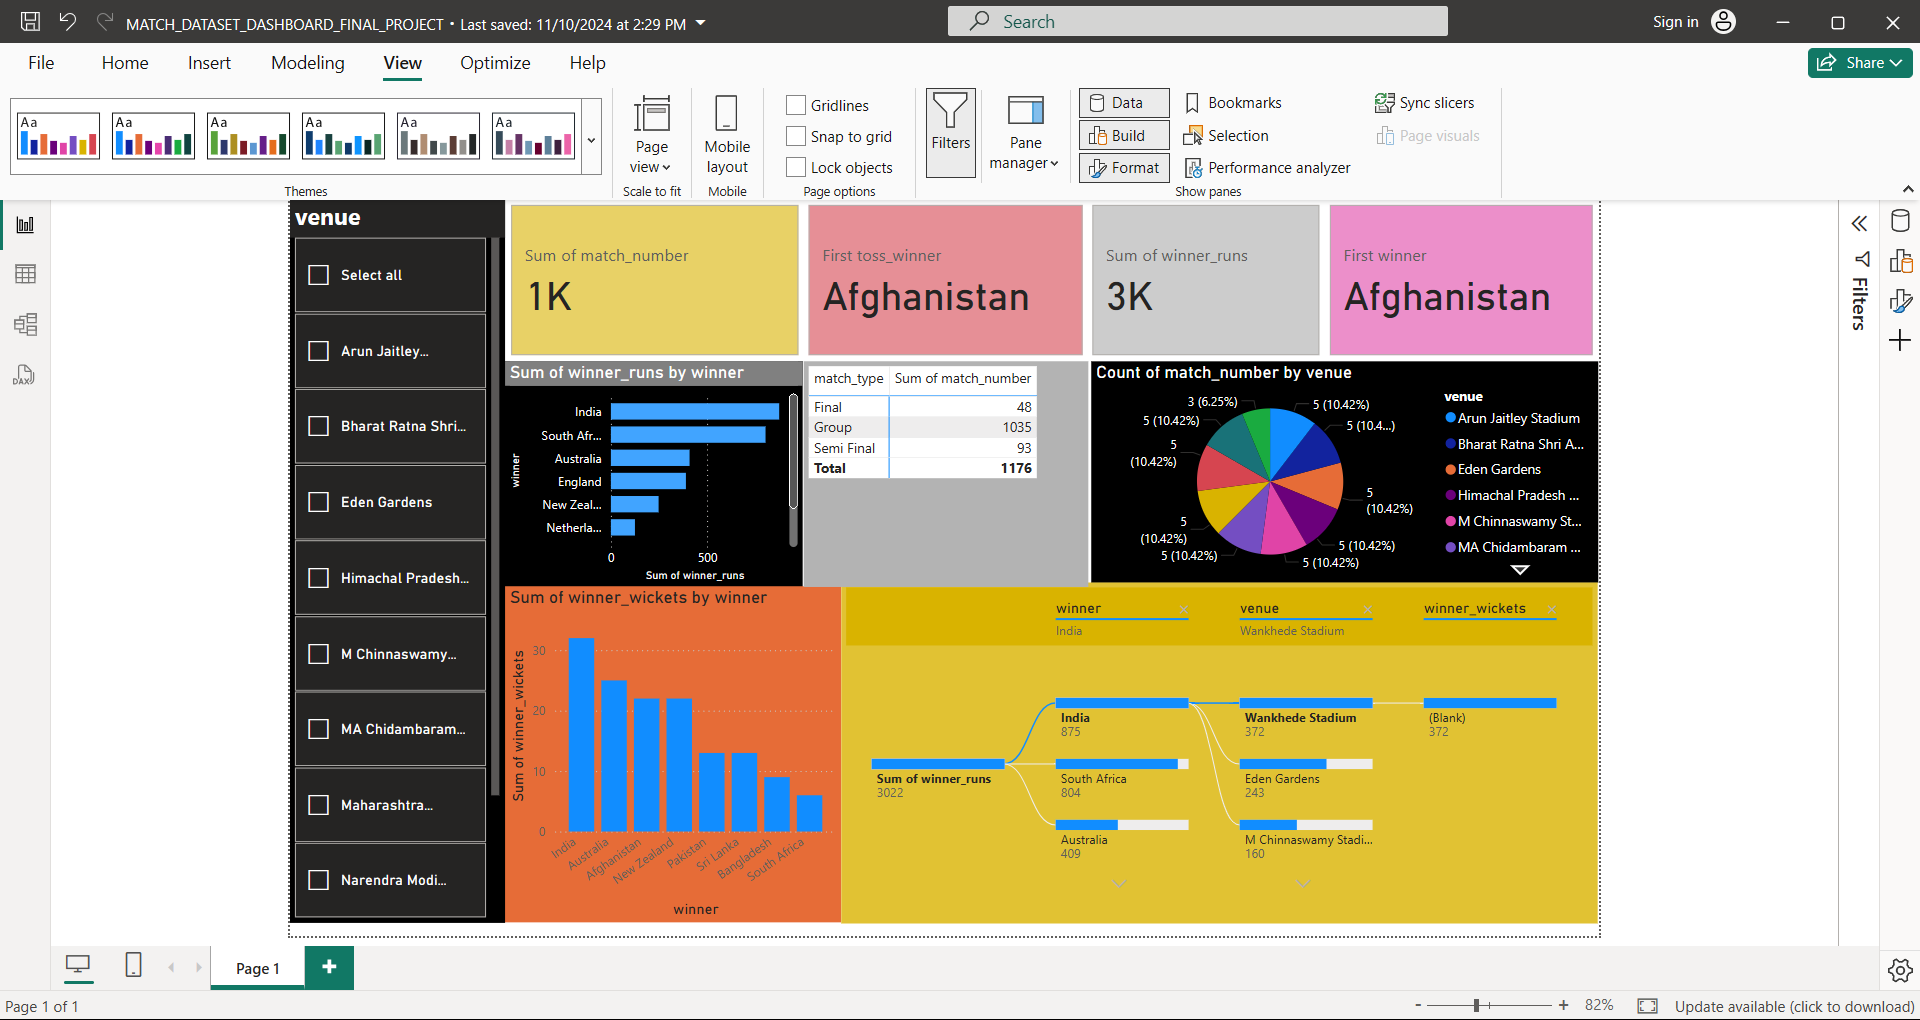 MATCH_DATASET_DASHBOARD_FINAL_PROJECT • Last saved: 11/10/2024 at 2:29 PM
Search
Sign in
File Home Insert Modeling View Optimize Help
Share
Aa Aa Aa Aa Aa Aa
Themes
Page view
Scale to fit
Mobile layout
Mobile
Gridlines
Snap to grid
Lock objects
Page options
Filters
Pane manager
Data
Build
Format
Bookmarks
Selection
Performance analyzer
Sync slicers
Page visuals
Show panes
DAX
venue
Select all
Arun Jaitley...
Bharat Ratna Shri...
Eden Gardens
Himachal Pradesh...
M Chinnaswamy...
MA Chidambaram...
Maharashtra...
Narendra Modi...
Sum of match_number
1K
First toss_winner
Afghanistan
Sum of winner_runs
3K
First winner
Afghanistan
Sum of winner_runs by winner
winner
India
South Afr...
Australia
England
New Zeal...
Netherla...
0 500
Sum of winner_runs
match_type Sum of match_number
Final 48
Group 1035
Semi Final 93
Total 1176
Count of match_number by venue
3 (6.25%)
5 (10.42%)
5 (10.42%)
5 (10.4...)
5
(10.42%)
5
(10.42%)
5
(10.42%)
5 (10.42%)
5 (10.42%)
5 (10.42%)
venue
Arun Jaitley Stadium
Bharat Ratna Shri A...
Eden Gardens
Himachal Pradesh ...
M Chinnaswamy St...
MA Chidambaram ...
Sum of winner_wickets by winner
Sum of winner_wickets
30
20
10
0
India
Australia
Afghanistan
New Zealand
Pakistan
Sri Lanka
Bangladesh
South Africa
winner
winner
India
venue
Wankhede Stadium
winner_wickets
Sum of winner_runs
3022
India
875
South Africa
804
Australia
409
Wankhede Stadium
372
Eden Gardens
243
M Chinnaswamy Stadi...
160
(Blank)
372
Filters
Page 1
Page 1 of 1
- + 82%
Update available (click to download)